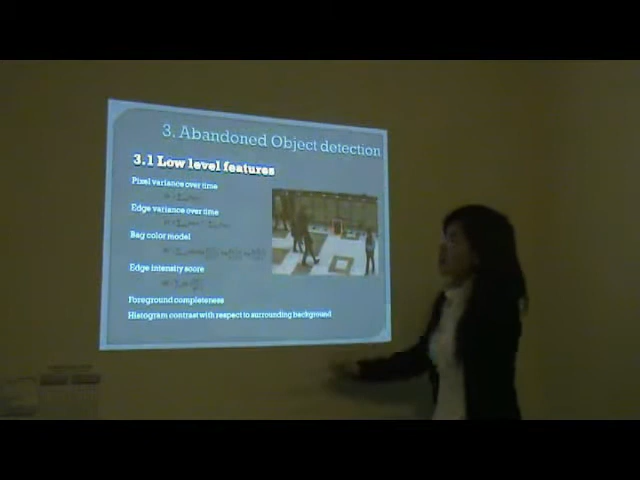 3. Abandoned Object detection
3.1 Low level features
Pixel variance over time
Edge variance over time
Bag color model
Edge intensity score
Foreground completeness
Histogram contrast with respect to surrounding background